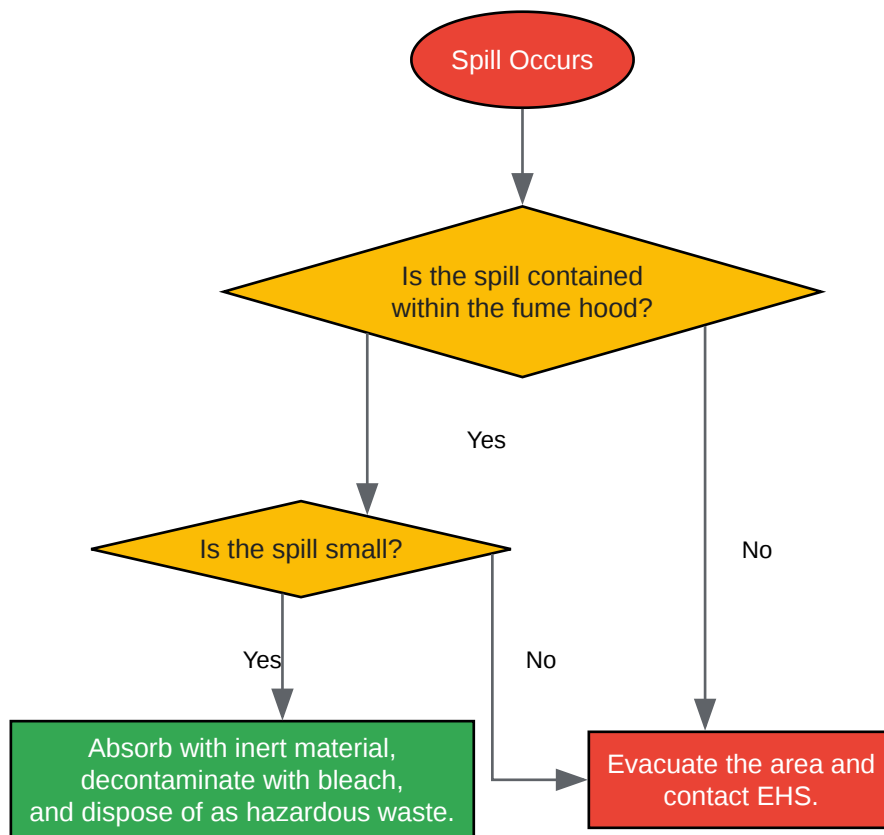 Spill Occurs
Is the spill contained
within the fume hood?
Yes
Is the spill small?
No
Yes
No
Absorb with inert material,
decontaminate with bleach,
and dispose of as hazardous waste.
Evacuate the area and
contact EHS.